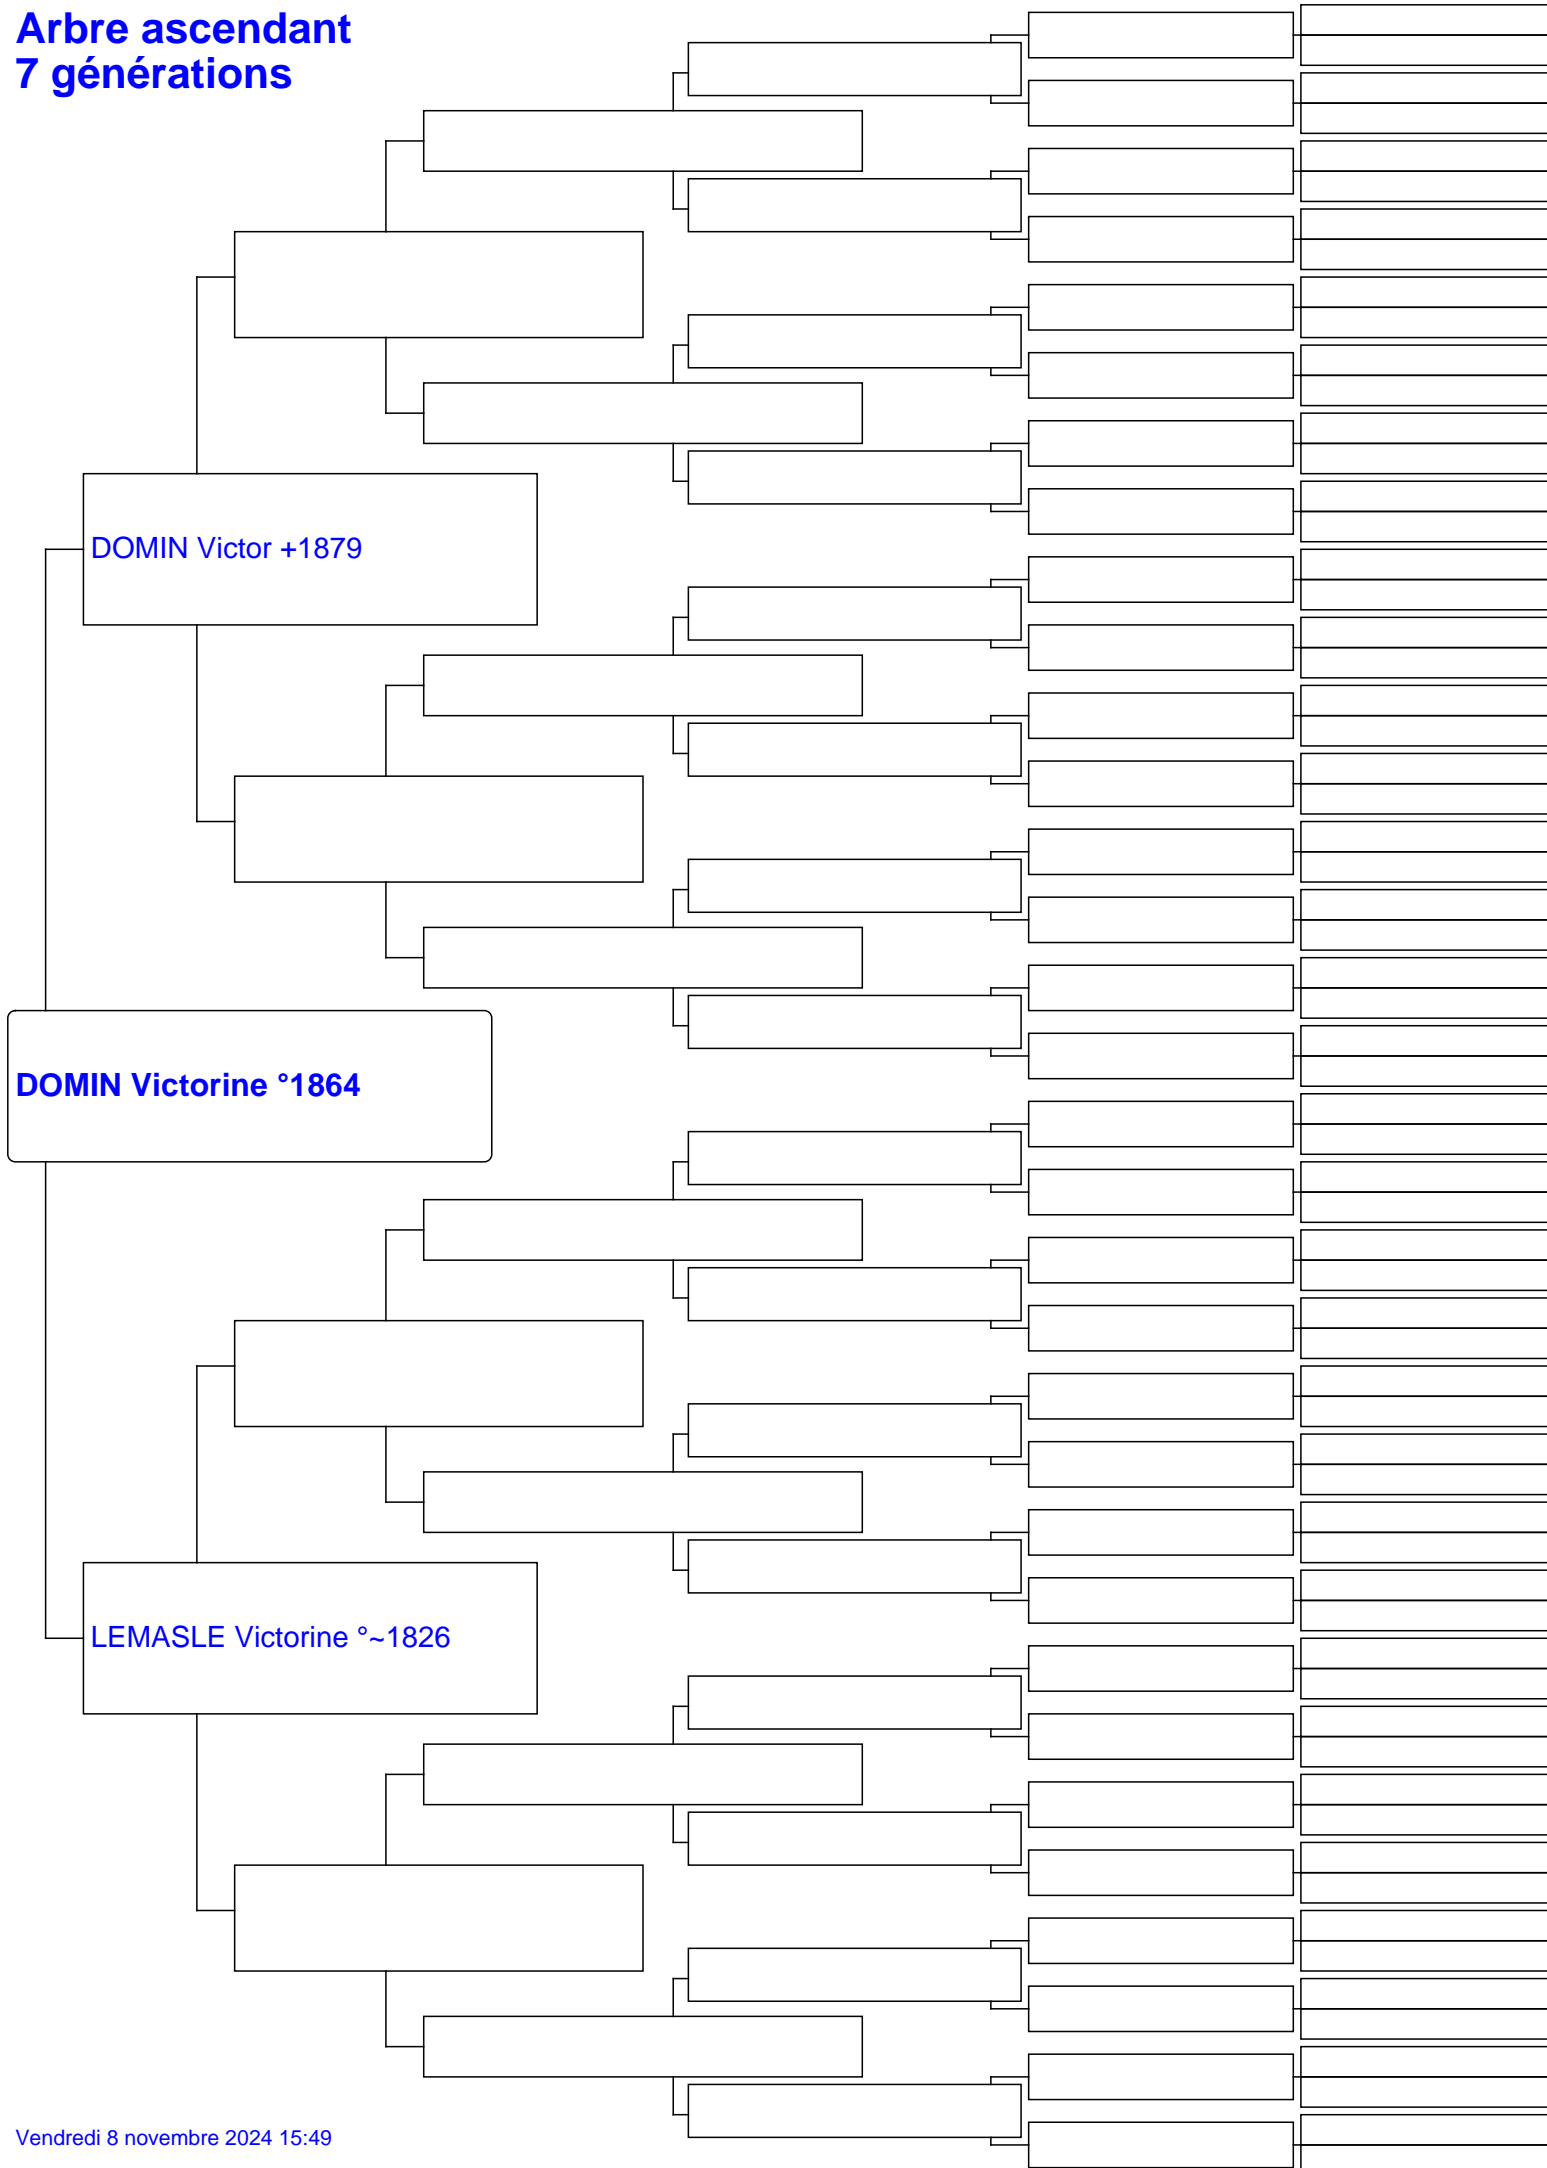 Arbre ascendant
7 générations
DOMIN Victor +1879
DOMIN Victorine °1864
LEMASLE Victorine °~1826
Vendredi 8 novembre 2024 15:49